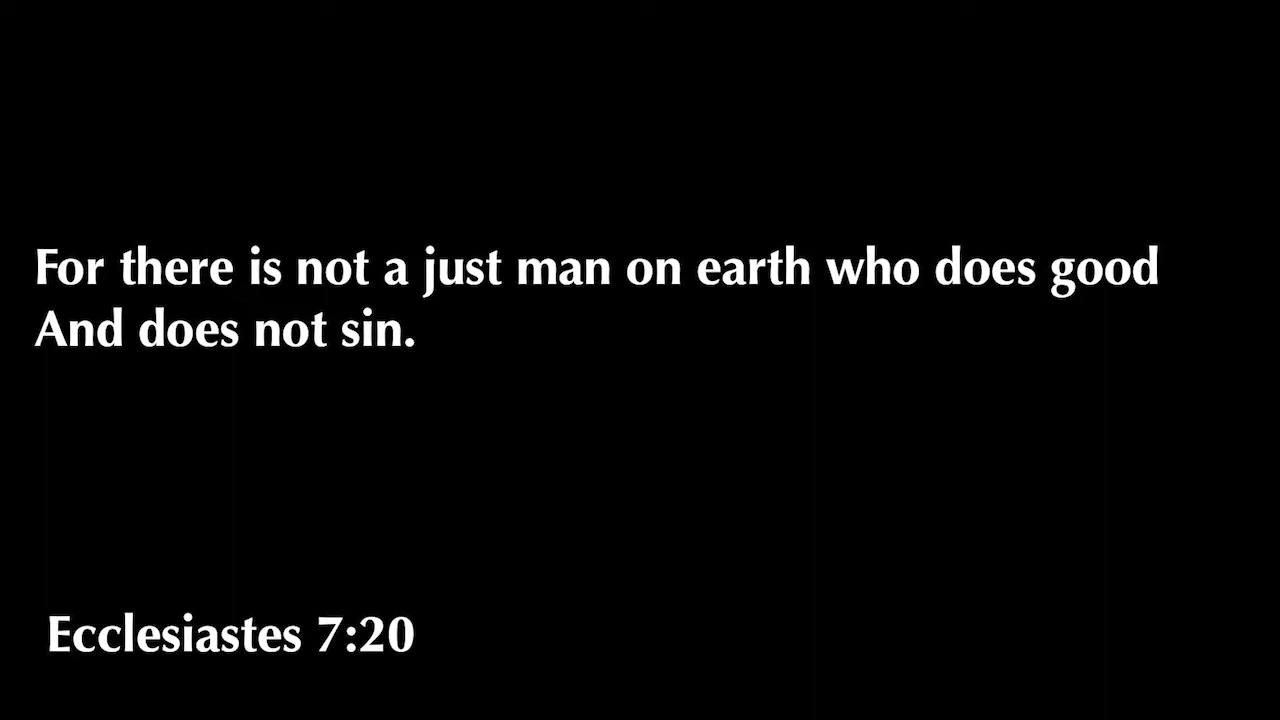 For there is not a just man on earth who does good
And does not sin.
Ecclesiastes 7:20